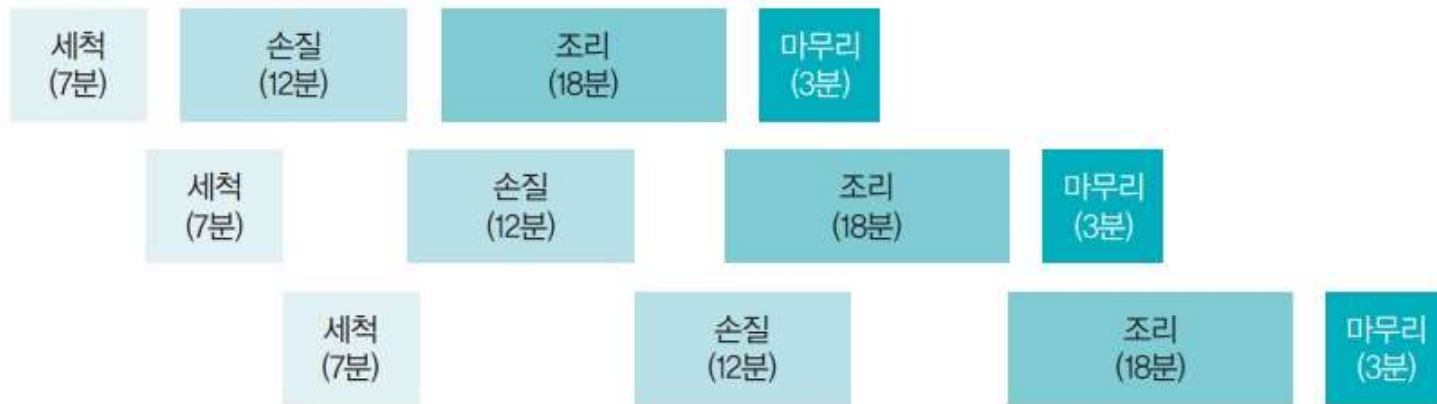 세척
(7분)
손질
(12분)
조리
(18분)
마무리
(3분)
세척
(7분)
손질
(12분)
조리
(18분)
마무리
(3분)
세척
(7분)
손질
(12분)
조리
(18분)
마무리
(3분)